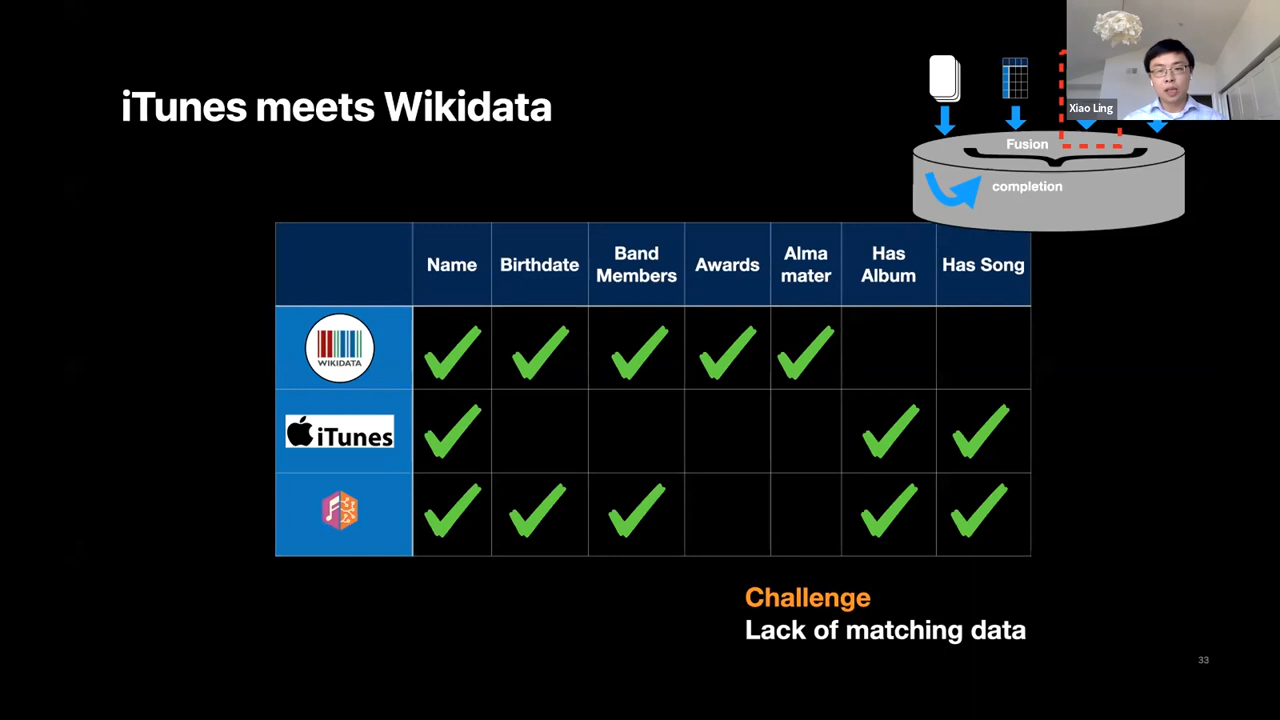 iTunes meets Wikidata
Xiao Ling
Fusion
completion
Name
Birthdate
Band
Members
Awards
Alma
mater
Has
Album
Has Song
WIKIDATA
iTunes
Challenge
Lack of matching data
33